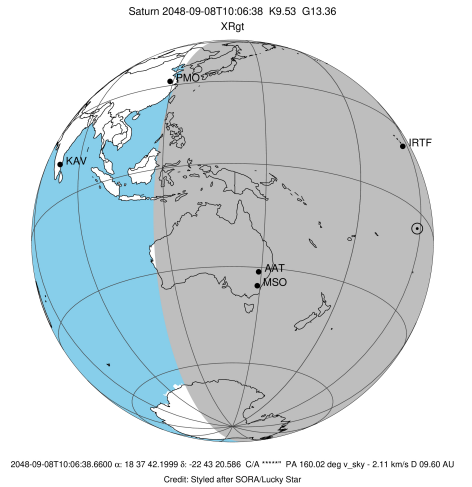 Saturn 2048-09-08T10:06:38 K9.53 G13.36
XRgt
PMO
IRTF
KAV
AAT
MSO
2048-09-08T10:06:38.6600 α: 18 37 42.1999 δ: -22 43 20.586 C/A *****" PA 160.02 deg v_sky - 2.11 km/s D 09.60 AU
Credit: Styled after SORA/Lucky Star